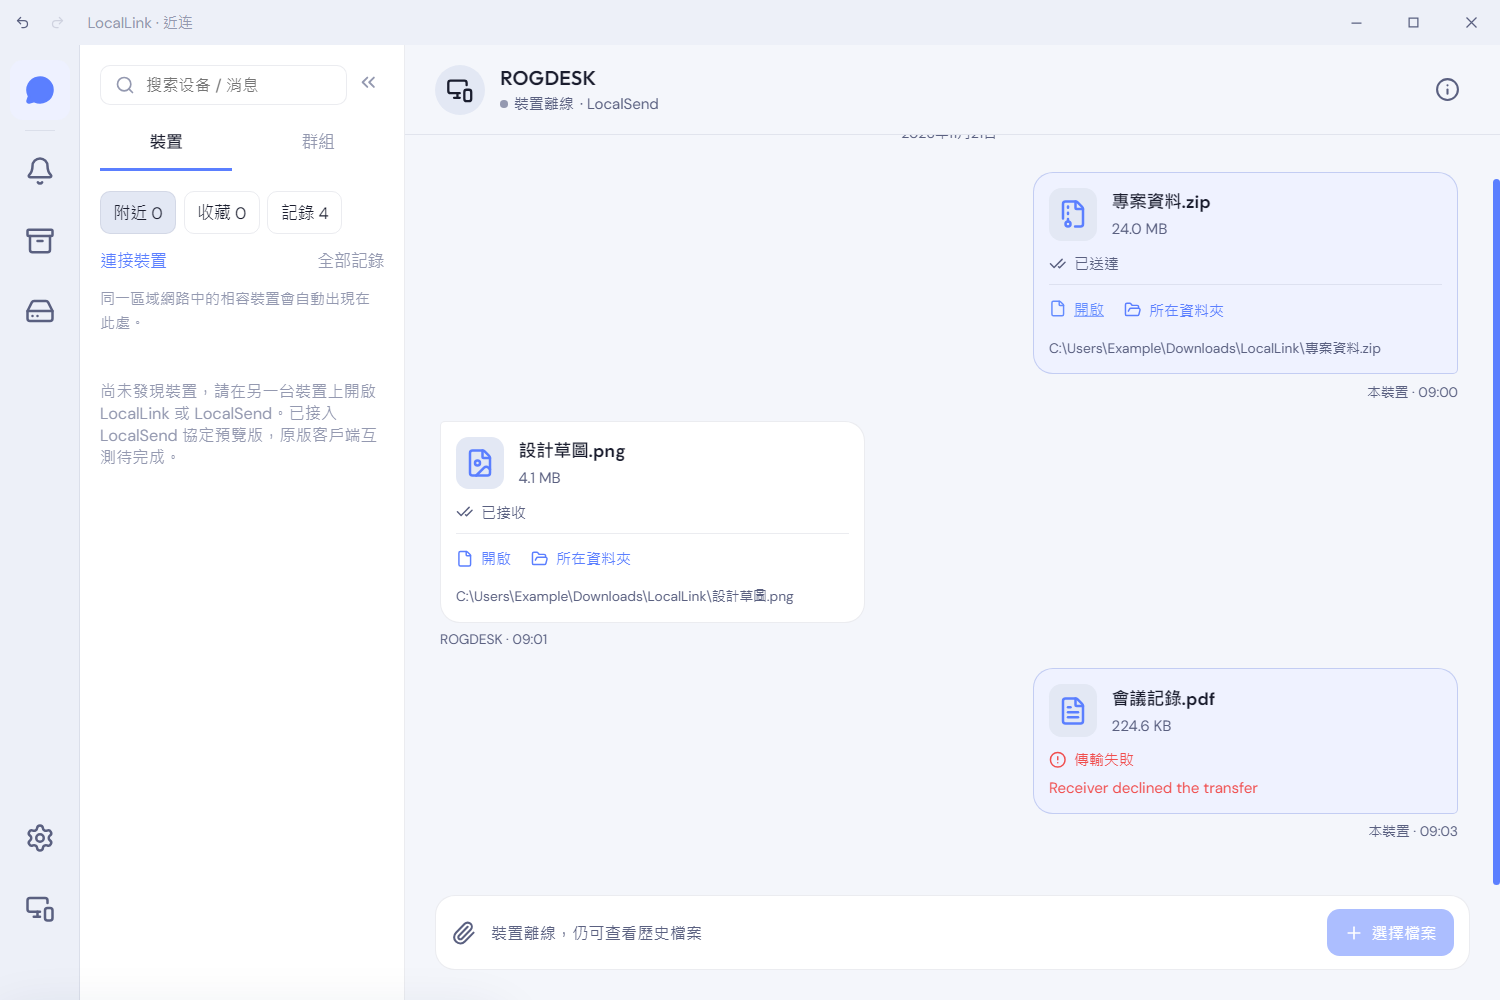 LocalLink · 近连
搜索设备 / 消息
裝置
群組
附近 0
收藏 0
記錄 4
連接裝置
全部記錄
同一區域網路中的相容裝置會自動出現在
此處。
尚未發現裝置，請在另一台裝置上開啟
LocalLink 或 LocalSend。已接入
LocalSend 協定預覽版，原版客戶端互
測待完成。
ROGDESK
裝置離線 · LocalSend
專案資料.zip
24.0 MB
已送達
開啟
所在資料夾
C:\Users\Example\Downloads\LocalLink\專案資料.zip
本裝置 · 09:00
設計草圖.png
4.1 MB
已接收
開啟
所在資料夾
C:\Users\Example\Downloads\LocalLink\設計草圖.png
ROGDESK · 09:01
會議記錄.pdf
224.6 KB
傳輸失敗
Receiver declined the transfer
本裝置 · 09:03
裝置離線，仍可查看歷史檔案
選擇檔案